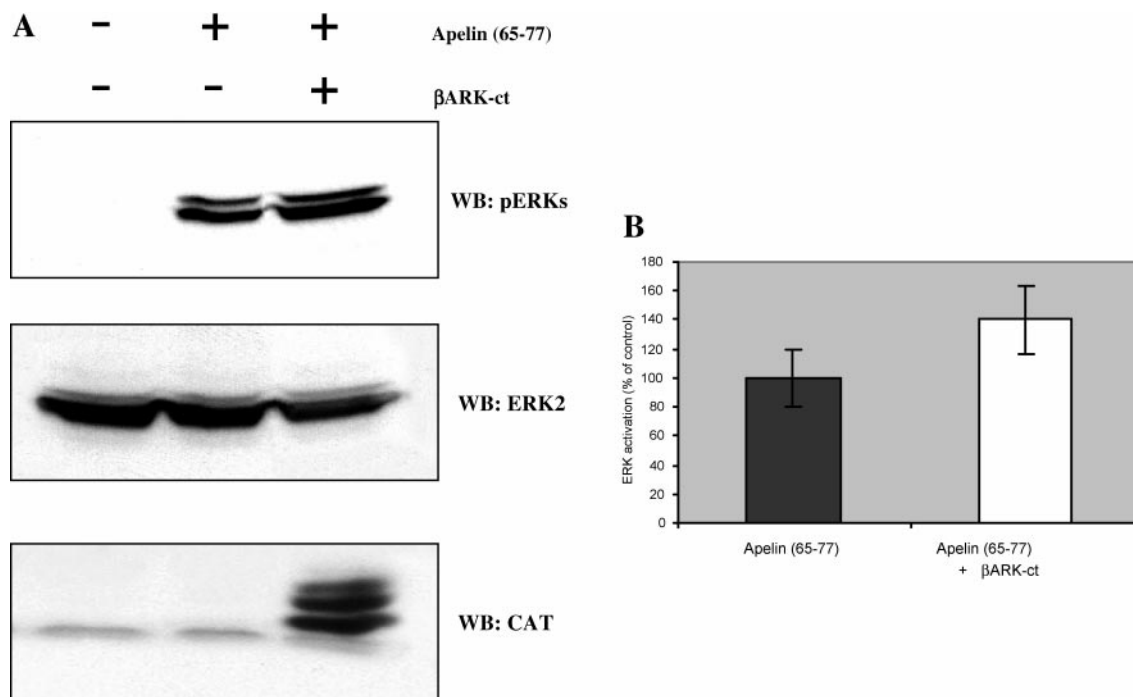 A
- + + Apelin (65-77)
- - + βARK-ct
WB: pERKs
WB: ERK2
WB: CAT
B
ERK activation (% of control)
180
160
140
120
100
80
60
40
20
0
Apelin (65-77)
Apelin (65-77)
+ βARK-ct